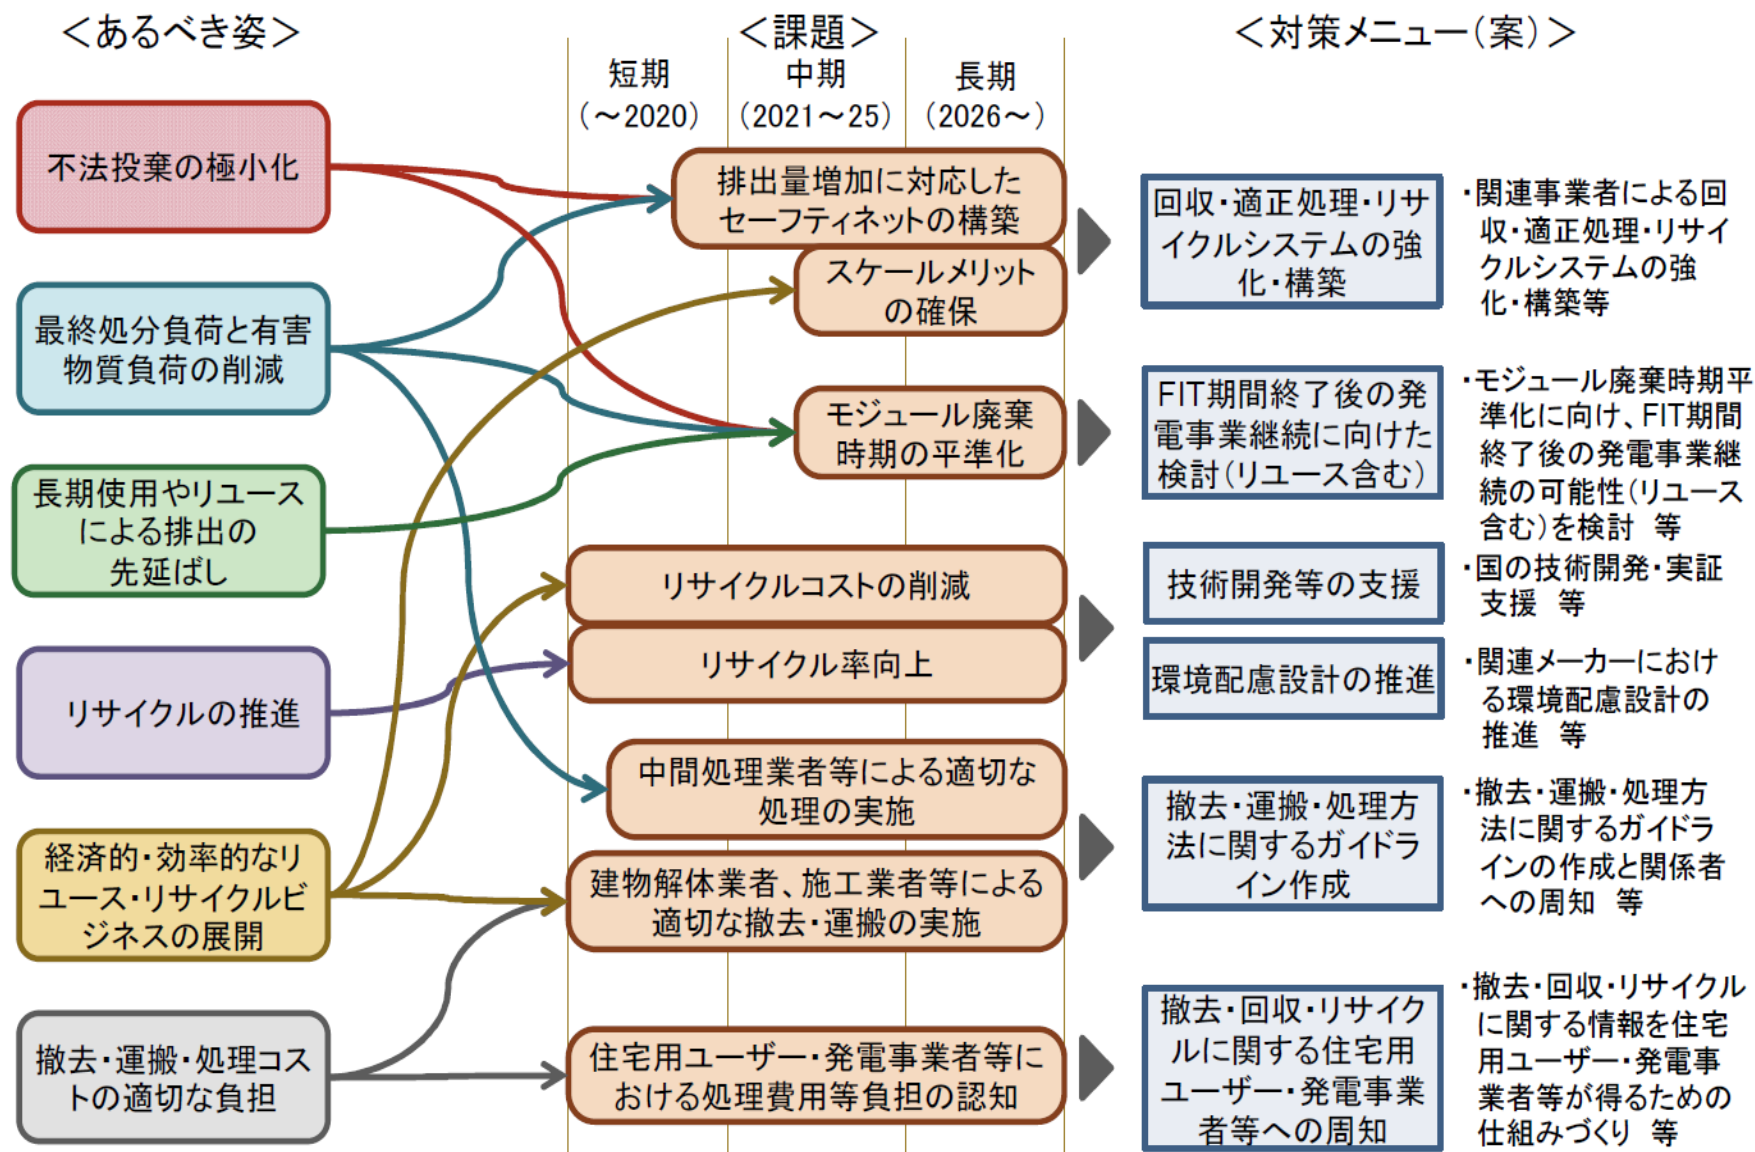 ＜あるべき姿＞
＜課題＞
＜対策メニュー（案）＞
短期
（～2020）
中期
（2021～25）
長期
（2026～）
不法投棄の極小化
最終処分負荷と有害
物質負荷の削減
長期使用やリユース
による排出の
先延ばし
リサイクルの推進
経済的・効率的なリ
ユース・リサイクルビ
ジネスの展開
撤去・運搬・処理コス
トの適切な負担
排出量増加に対応した
セーフティネットの構築
スケールメリット
の確保
モジュール廃棄
時期の平準化
リサイクルコストの削減
リサイクル率向上
中間処理業者等による適切な
処理の実施
建物解体業者、施工業者等による
適切な撤去・運搬の実施
住宅用ユーザー・発電事業者等に
おける処理費用等負担の認知
回収・適正処理・リサ
イクルシステムの強
化・構築
・関連事業者による回
収・適正処理・リサイ
クルシステムの強
化・構築等
FIT期間終了後の発
電事業継続に向けた
検討（リユース含む）
・モジュール廃棄時期平
準化に向け、FIT期間
終了後の発電事業継
続の可能性（リユース
含む）を検討　等
技術開発等の支援
・国の技術開発・実証
支援　等
環境配慮設計の推進
・関連メーカーにおけ
る環境配慮設計の
推進　等
撤去・運搬・処理方
法に関するガイドラ
イン作成
・撤去・運搬・処理方
法に関するガイドラ
インの作成と関係者
への周知　等
撤去・回収・リサイク
ルに関する住宅用
ユーザー・発電事業
者等への周知
・撤去・回収・リサイクル
に関する情報を住宅
用ユーザー・発電事
業者等が得るための
仕組みづくり　等